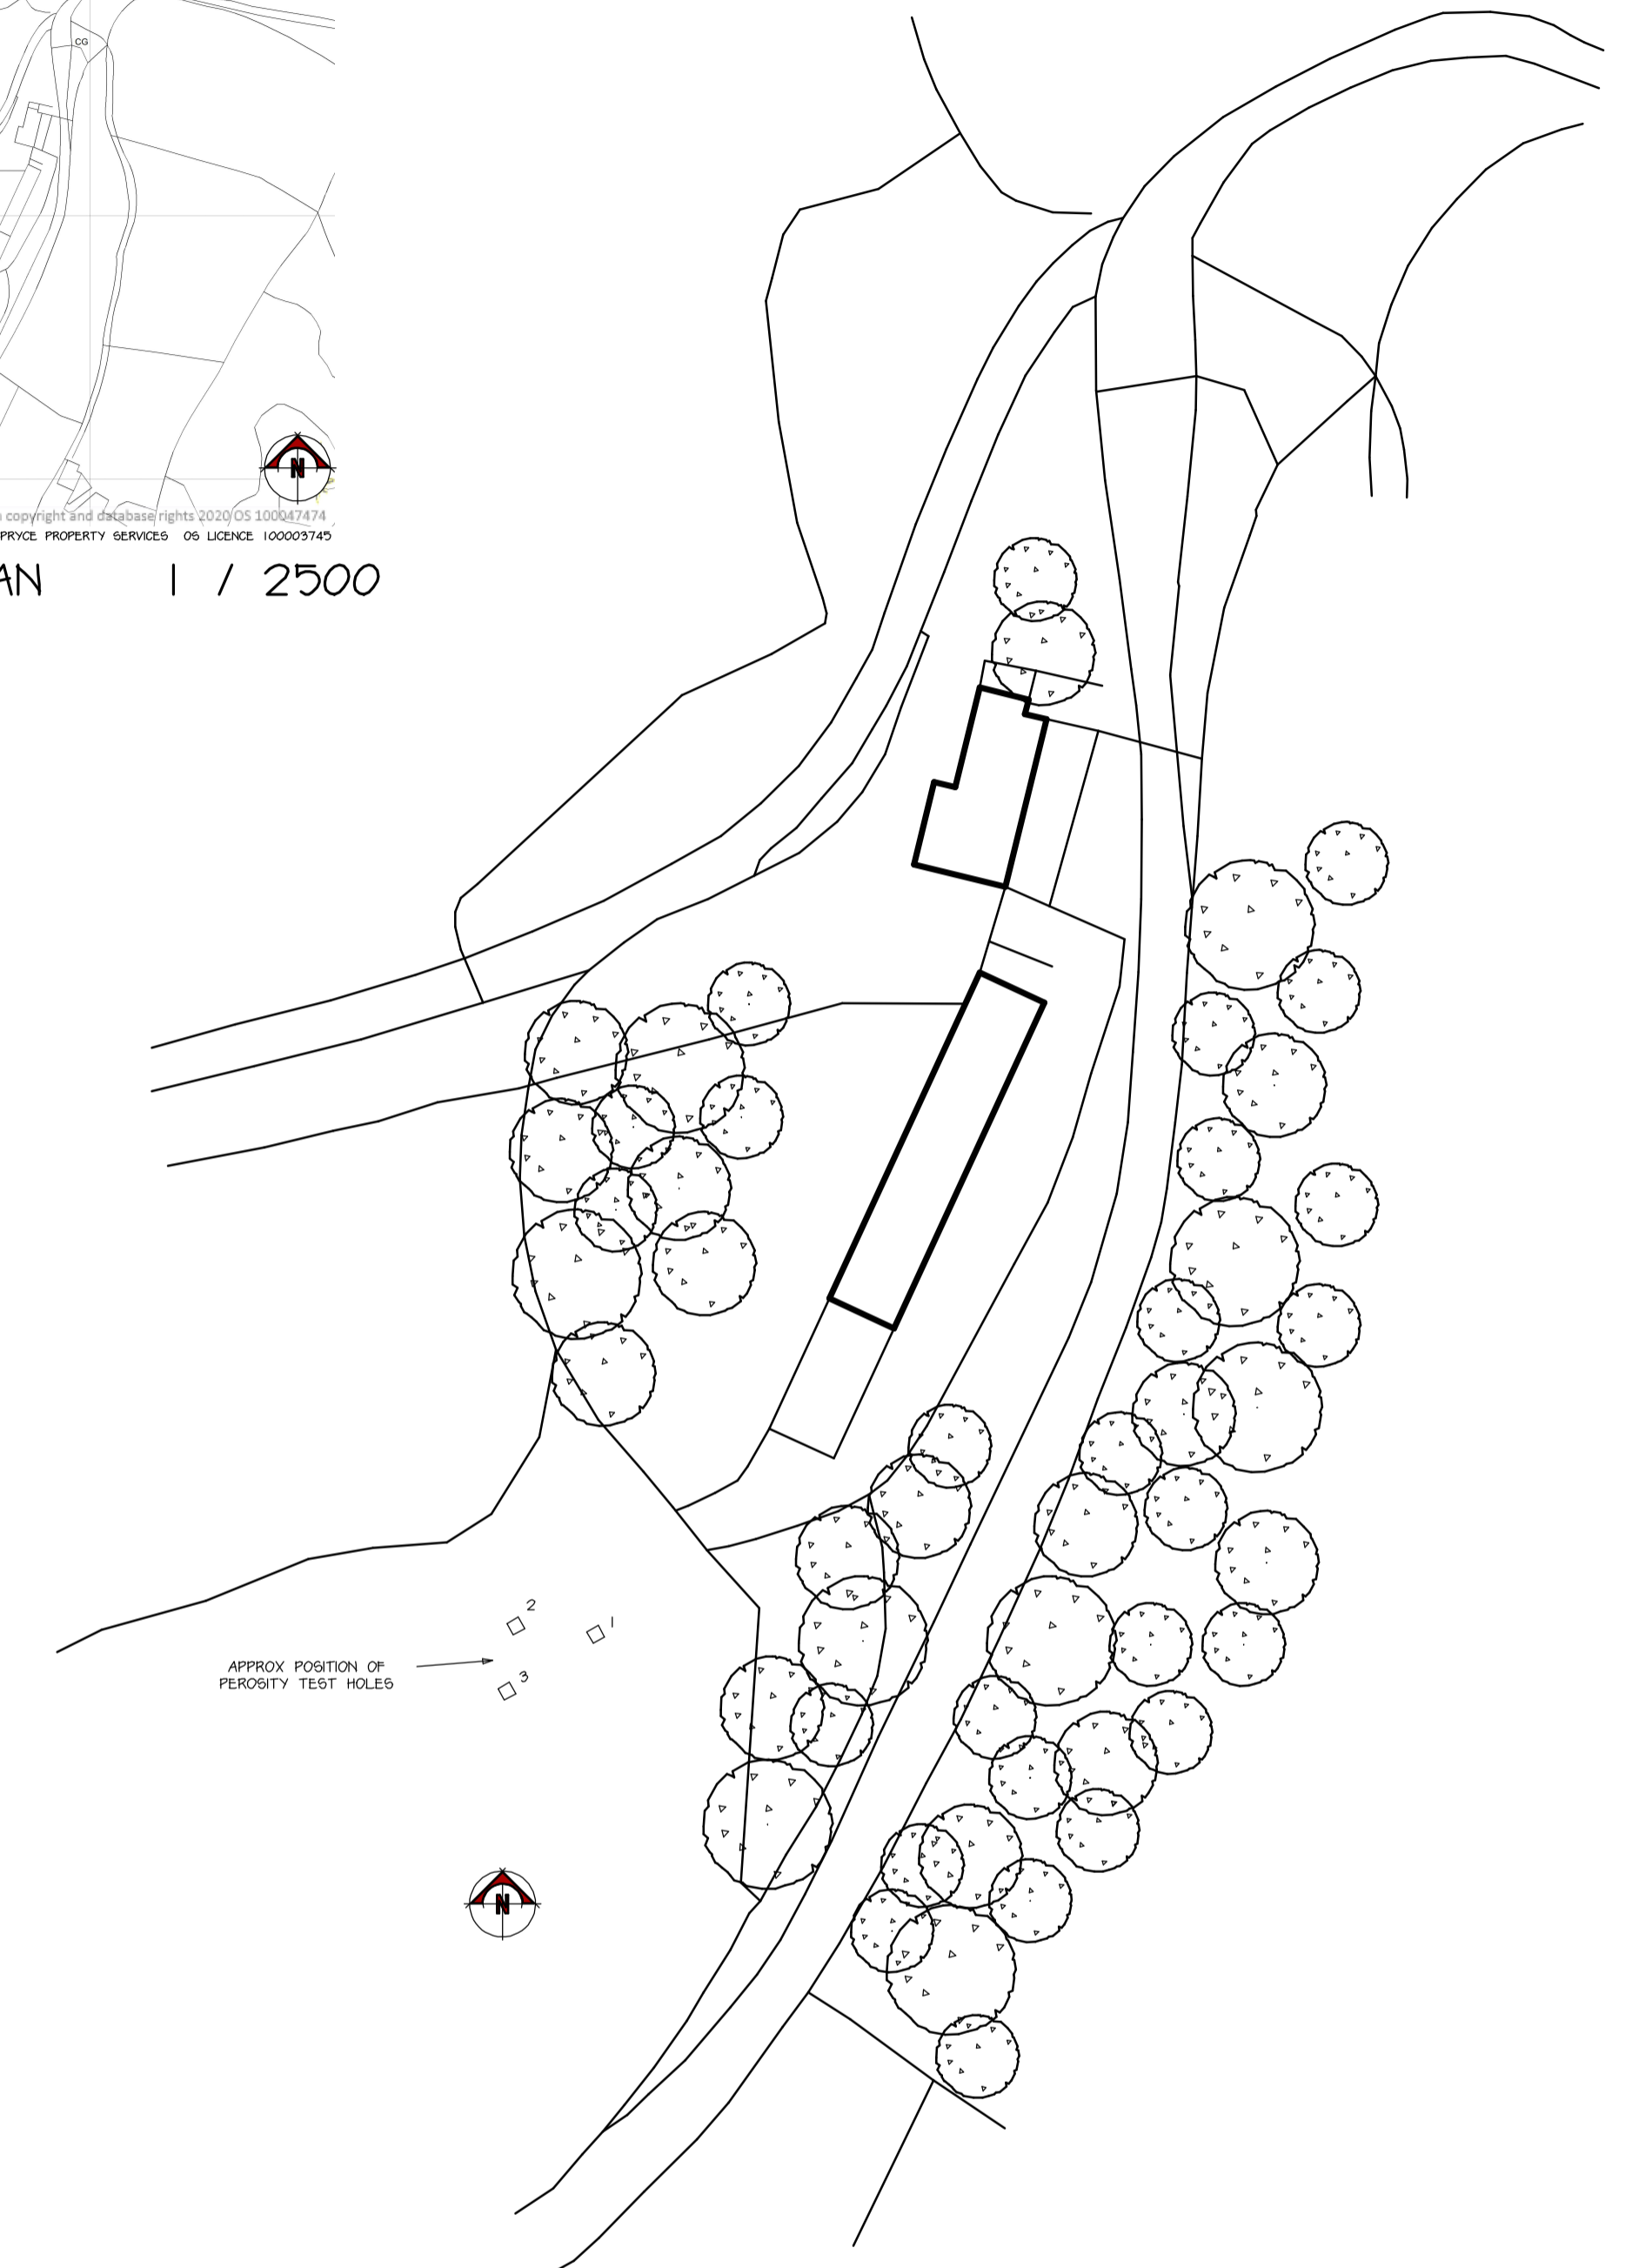 CG
N
copyright and database rights 2020 OS 100047474
PRYCE PROPERTY SERVICES OS LICENCE 100003745
AN 1 / 2500
2
1
APPROX POSITION OF
PEROSITY TEST HOLES
3
N